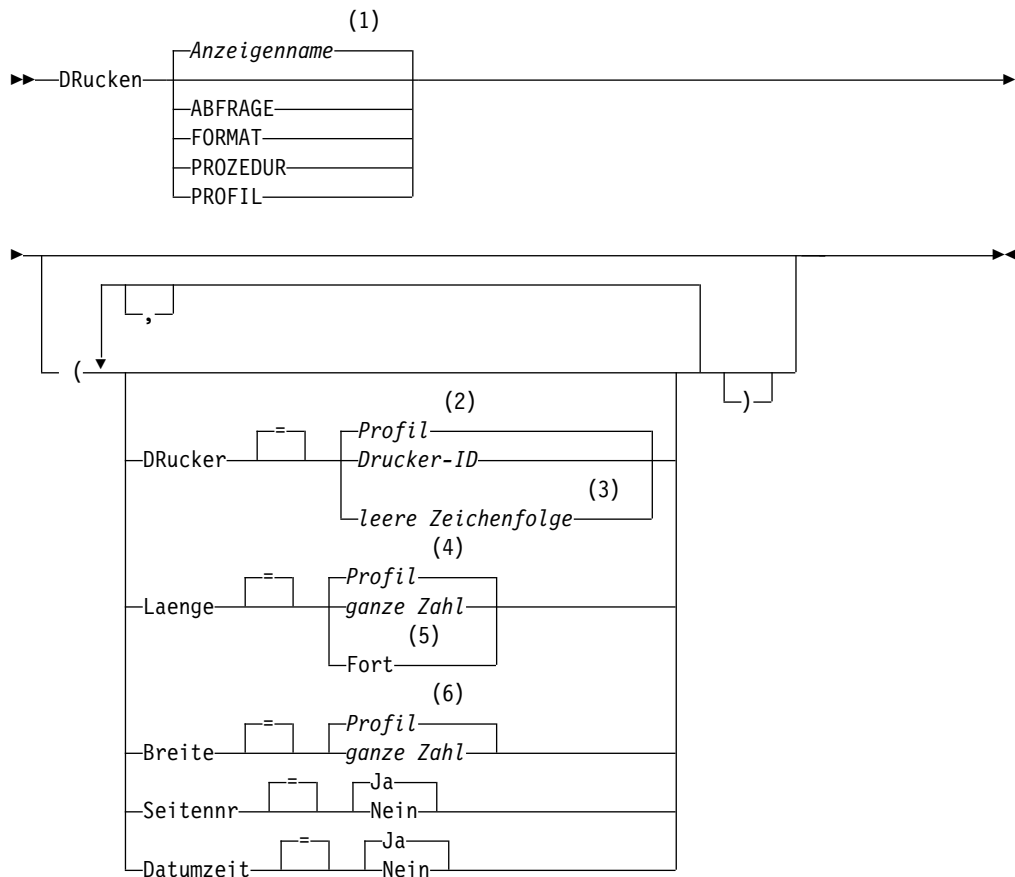 (1)
Anzeigenname
DRucken
ABFRAGE
FORMAT
PROZEDUR
PROFIL
,
(
)
(2)
= Profil
DRucker Drucker-ID
(3)
leere Zeichenfolge
(4)
= Profil
Laenge ganze Zahl
(5)
Fort
(6)
= Profil
Breite ganze Zahl
= Ja
Seitennr Nein
= Ja
Datumzeit Nein